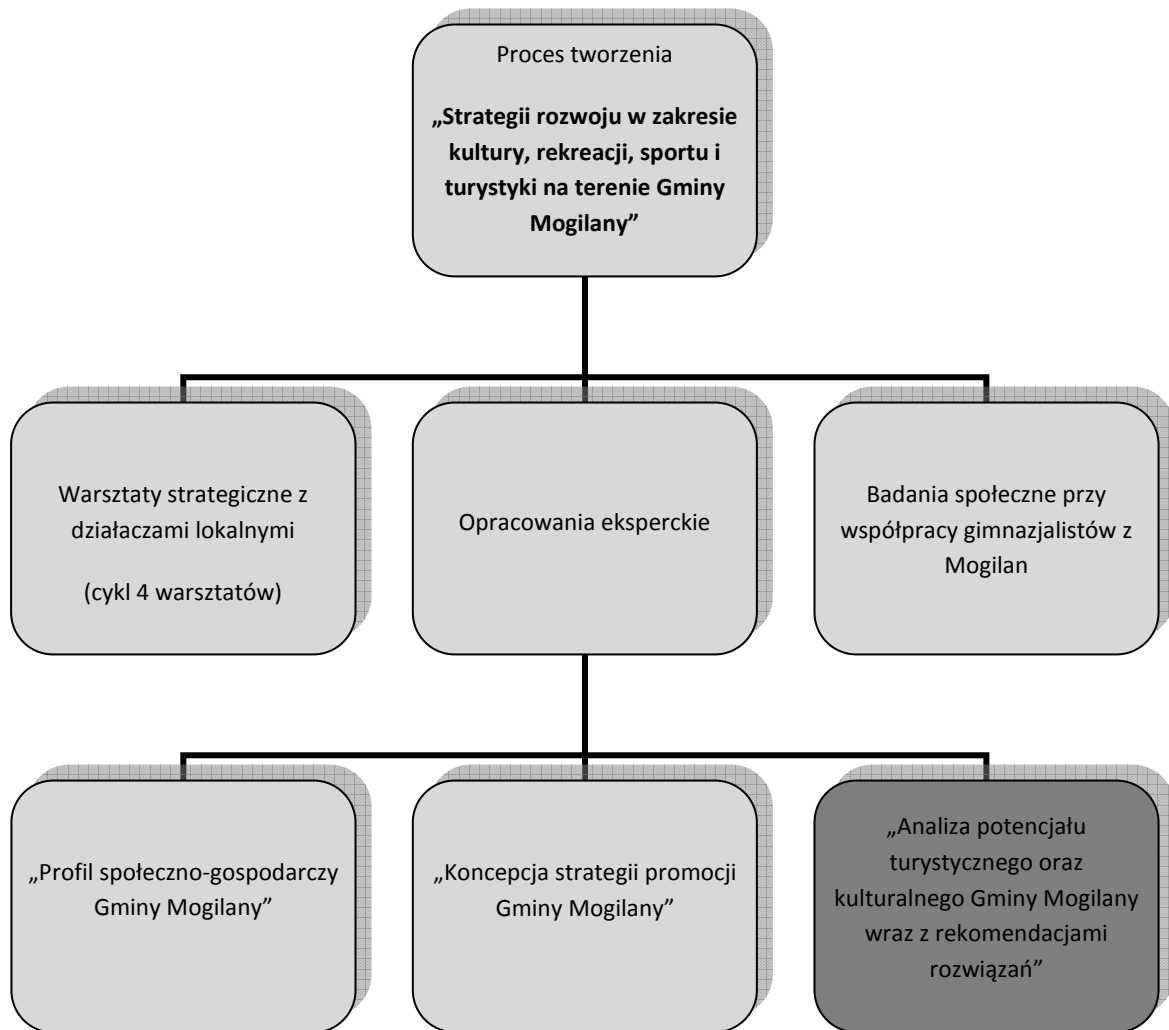 Proces tworzenia
„Strategii rozwoju w zakresie
kultury, rekreacji, sportu i
turystyki na terenie Gminy
Mogilany”
Warsztaty strategiczne z
działaczami lokalnymi
(cykl 4 warsztatów)
Opracowania eksperckie
Badania społeczne przy
współpracy gimnazjalistów z
Mogilan
„Profil społeczno-gospodarczy
Gminy Mogilany”
„Koncepcja strategii promocji
Gminy Mogilany”
„Analiza potencjału
turystycznego oraz
kulturalnego Gminy Mogilany
wraz z rekomendacjami
rozwiązań”